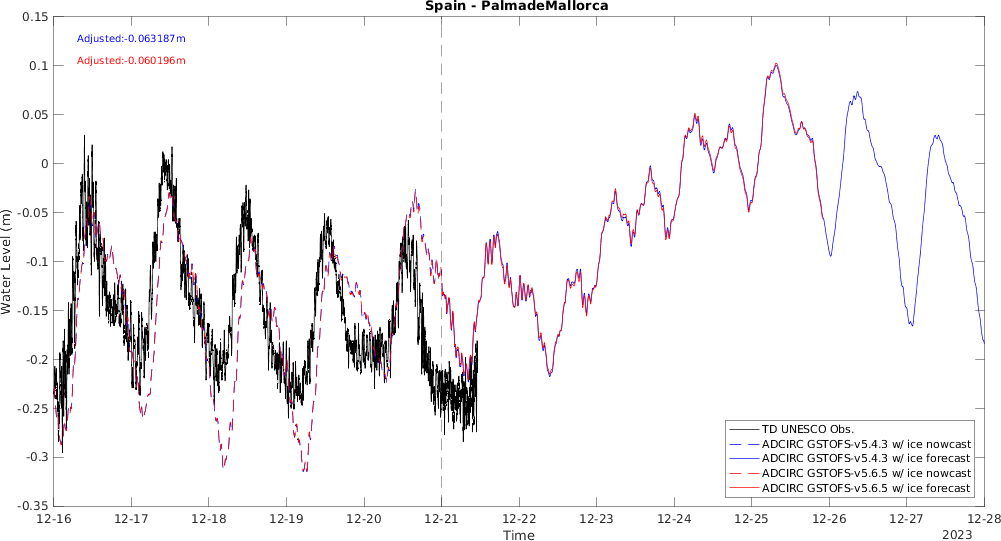 Spain - PalmadeMallorca
Adjusted:-0.063187m
Adjusted:-0.060196m
0.15
0.1
0.05
0
-0.05
-0.1
-0.15
-0.2
-0.25
-0.3
-0.35
Water Level (m)
TD UNESCO Obs.
ADCIRC GSTOFS-v5.4.3 w/ ice nowcast
ADCIRC GSTOFS-v5.4.3 w/ ice forecast
ADCIRC GSTOFS-v5.6.5 w/ ice nowcast
ADCIRC GSTOFS-v5.6.5 w/ ice forecast
12-16 12-17 12-18 12-19 12-20 12-21 12-22 12-23 12-24 12-25 12-26 12-27 12-28
Time
2023